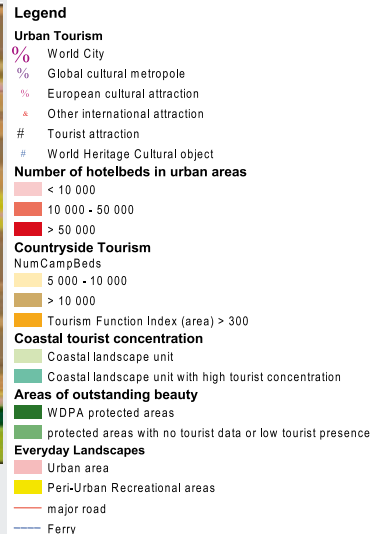 Legend
Urban Tourism
% World City
% Global cultural metropole
% European cultural attraction
& Other international attraction
# Tourist attraction
# World Heritage Cultural object
Number of hotelbeds in urban areas
< 10 000
10 000 - 50 000
> 50 000
Countryside Tourism
NumCampBeds
5 000 - 10 000
> 10 000
Tourism Function Index (area) > 300
Coastal tourist concentration
Coastal landscape unit
Coastal landscape unit with high tourist concentration
Areas of outstanding beauty
WDPA protected areas
protected areas with no tourist data or low tourist presence
Everyday Landscapes
Urban area
Peri-Urban Recreational areas
major road
Ferry